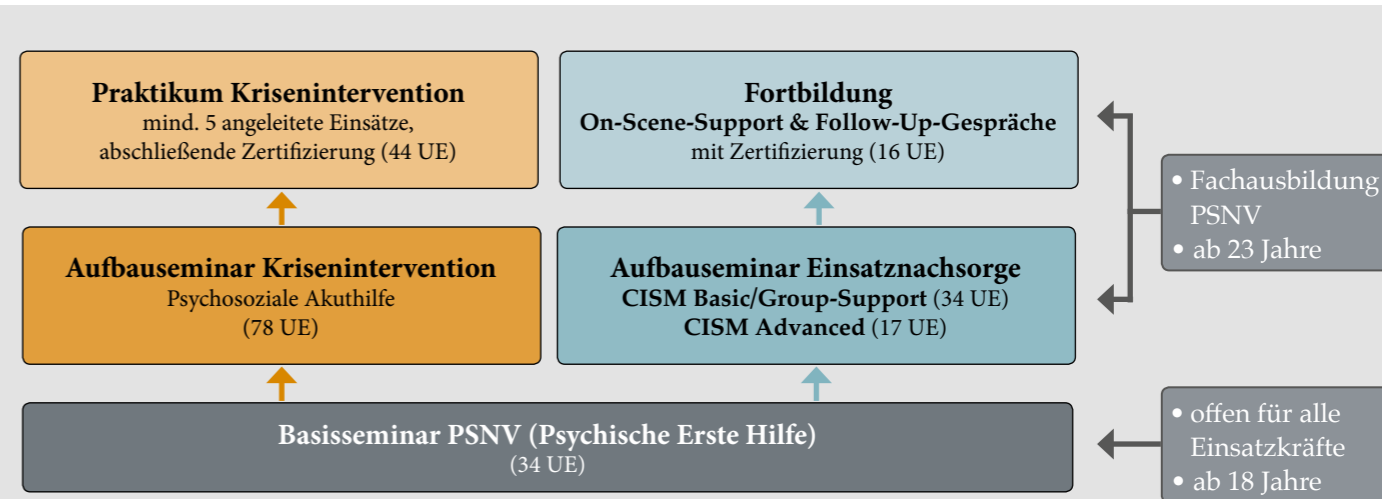 Praktikum Krisenintervention
mind. 5 angeleitete Einsätze,
abschließende Zertifizierung (44 UE)
Fortbildung
On-Scene-Support & Follow-Up-Gespräche
mit Zertifizierung (16 UE)
• Fachausbildung
PSNV
• ab 23 Jahre
Aufbauseminar Krisenintervention
Psychosoziale Akuthilfe
(78 UE)
Aufbauseminar Einsatznachsorge
CISM Basic/Group-Support (34 UE)
CISM Advanced (17 UE)
Basisseminar PSNV (Psychische Erste Hilfe)
(34 UE)
• offen für alle
Einsatzkräfte
• ab 18 Jahre